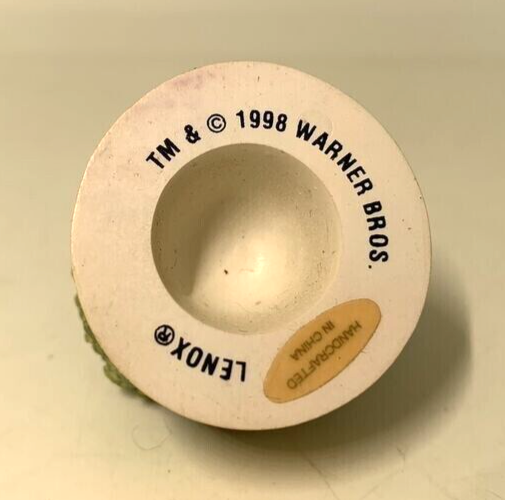 TM & © 1998 WARNER BROS.
LENOX®
HANDCRAFTED
IN CHINA